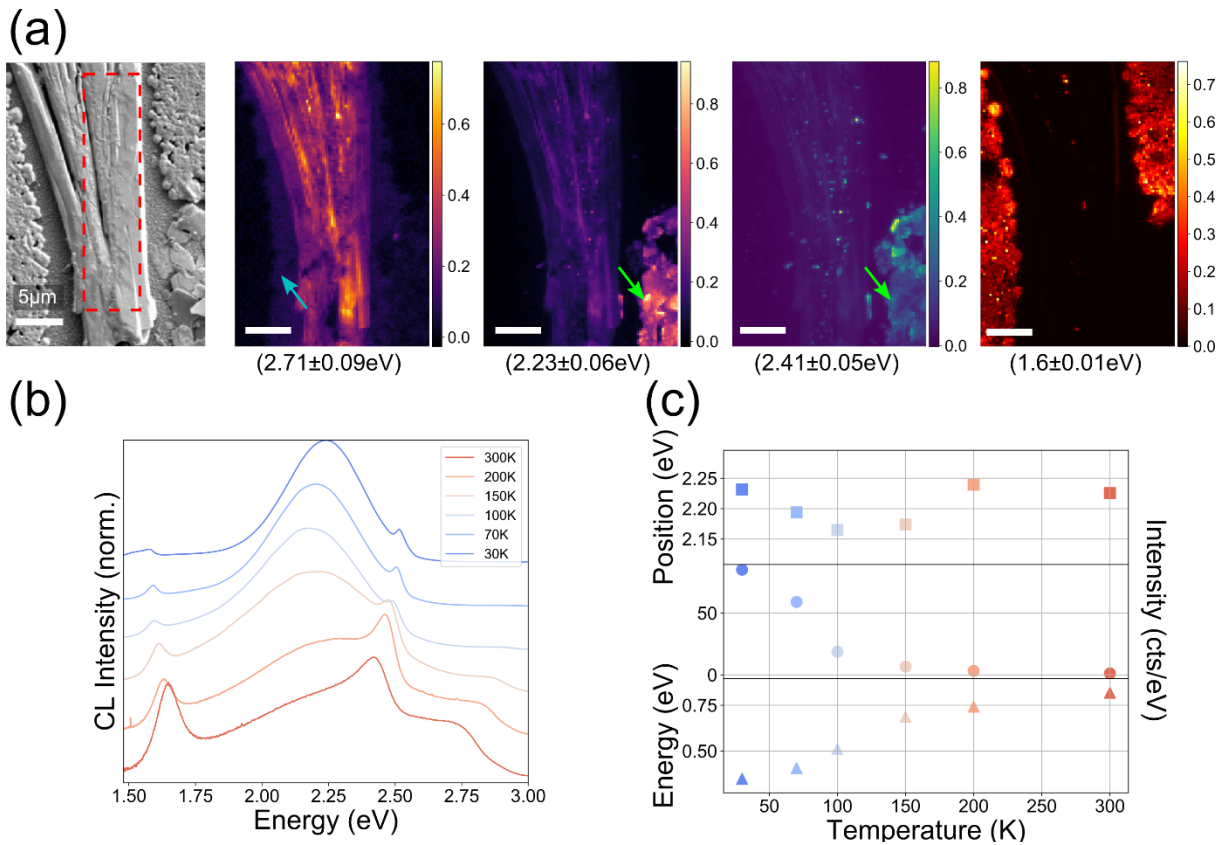 (a)
5μm
0.6
0.4
0.2
0.0
0.8
0.6
0.4
0.2
0.0
0.8
0.6
0.4
0.2
0.0
0.7
0.6
0.5
0.4
0.3
0.2
0.1
0.0
(2.71±0.09eV)
(2.23±0.06eV)
(2.41±0.05eV)
(1.6±0.01eV)
(b)
CL Intensity (norm.)
300K
200K
150K
100K
70K
30K
1.50
1.75
2.00
2.25
2.50
2.75
3.00
Energy (eV)
(c)
Position (eV)
2.25
2.20
2.15
50
0
Intensity (cts/eV)
Energy (eV)
0.75
0.50
50
100
150
200
250
300
Temperature (K)